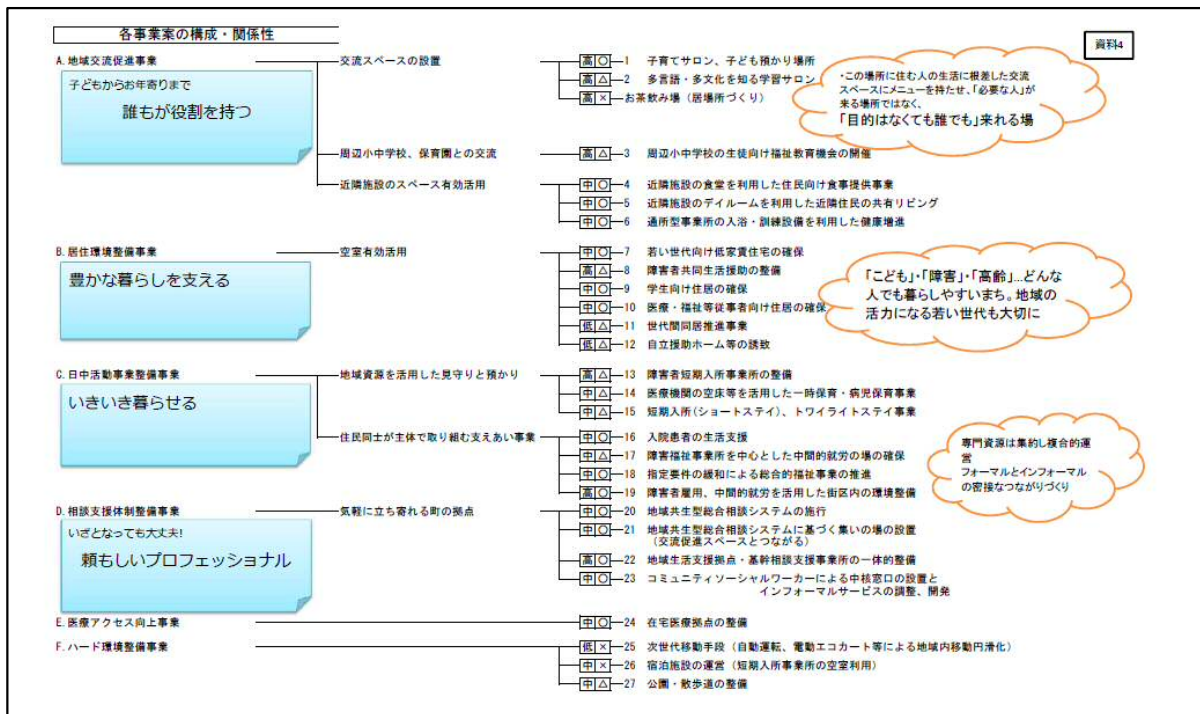 各事業案の構成・関係性
資料4
A.地域交流促進事業
子どもからお年寄りまで
誰もが役割を持つ
交流スペースの設置
高 ○ 1 子育てサロン、子ども預かり場所
高 △ 2 多言語・多文化を知る学習サロン
高 × お茶飲み場（居場所づくり）
・この場所に住む人の生活に根差した交流
スペースにメニューを持たせ、「必要な人」が
来る場所ではなく、
「目的はなくても誰でも」来れる場
周辺小中学校、保育園との交流
高 △ 3 周辺小中学校の生徒向け福祉教育機会の開催
近隣施設のスペース有効活用
中 ○ 4 近隣施設の食堂を利用した住民向け食事提供事業
中 ○ 5 近隣施設のデイルームを利用した近隣住民の共有リビング
中 ○ 6 通所型事業所の入浴・訓練設備を利用した健康増進
B.居住環境整備事業
豊かな暮らしを支える
空室有効活用
中 ○ 7 若い世代向け低家賃住宅の確保
高 △ 8 障害者共同生活援助の整備
中 ○ 9 学生向け住居の確保
中 ○ 10 医療・福祉等従事者向け住居の確保
低 △ 11 世代間同居推進事業
低 △ 12 自立援助ホーム等の誘致
「こども」・「障害」・「高齢」…どんな
人でも暮らしやすいまち。地域の
活力になる若い世代も大切に
C.日中活動事業整備事業
いきいき暮らせる
地域資源を活用した見守りと預かり
高 △ 13 障害者短期入所事業所の整備
中 △ 14 医療機関の空床等を活用した一時保育・病児保育事業
中 △ 15 短期入所（ショートステイ）、トワイライトステイ事業
住民同士が主体で取り組む支えあい事業
中 ○ 16 入院患者の生活支援
中 △ 17 障害福祉事業所を中心とした中間的就労の場の確保
中 ○ 18 指定要件の緩和による総合的福祉事業の推進
高 ○ 19 障害者雇用、中間的就労を活用した街区内の環境整備
専門資源は集約し複合的運
営
フォーマルとインフォーマル
の密接なつながりづくり
D.相談支援体制整備事業
いざとなっても大丈夫!
頼もしいプロフェッショナル
気軽に立ち寄れる町の拠点
中 ○ 20 地域共生型総合相談システムの施行
中 ○ 21 地域共生型総合相談システムに基づく集いの場の設置
（交流促進スペースとつながる）
高 ○ 22 地域生活支援拠点・基幹相談支援事業所の一体的整備
中 ○ 23 コミュニティソーシャルワーカーによる中核窓口の設置と
インフォーマルサービスの調整、開発
E.医療アクセス向上事業
中 ○ 24 在宅医療拠点の整備
F.ハード環境整備事業
低 × 25 次世代移動手段（自動運転、電動エコカート等による地域内移動円滑化）
中 × 26 宿泊施設の運営（短期入所事業所の空室利用）
中 △ 27 公園・散歩道の整備